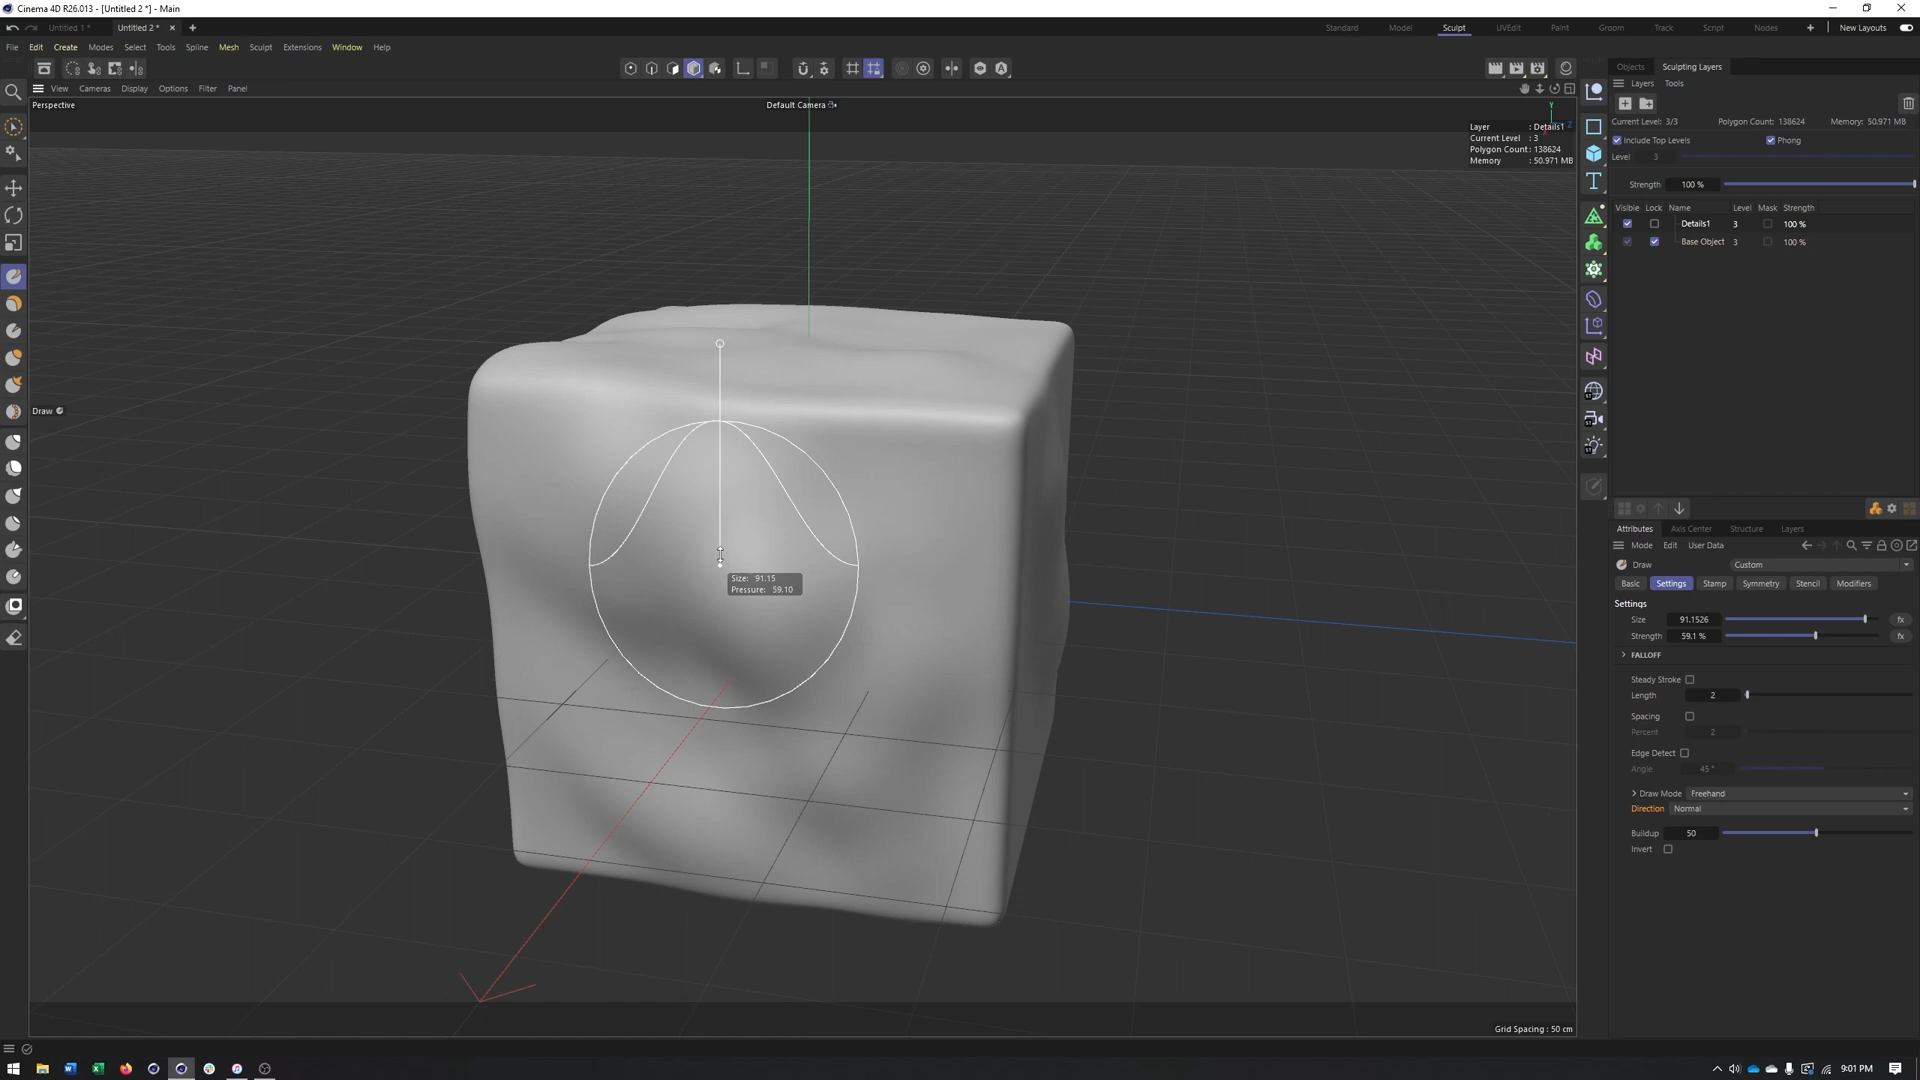 Cinema 4D R26.013 - [Untitled 2 *] - Main
Untitled 1 *
Untitled 2 *
Standard Model Sculpt UVEdit Paint Groom Track Script Nodes New Layouts
File Edit Create Modes Select Tools Spline Mesh Sculpt Extensions Window Help
View Cameras Display Options Filter Panel
Perspective
Default Camera
Y
Z
X
Layer : Details1
Current Level : 3
Polygon Count : 138624
Memory : 50.971 MB
Draw
Size: 91.15
Pressure: 59.10
Grid Spacing : 50 cm
Objects Sculpting Layers
Layers Tools
Current Level: 3/3 Polygon Count: 138624 Memory: 50.971 MB
Include Top Levels Phong
Level 3
Strength 100 %
Visible Lock Name Level Mask Strength
Details1 3 100 %
Base Object 3 100 %
T
ST
ST
ST
Attributes Axis Center Structure Layers
Mode Edit User Data
Draw Custom
Basic Settings Stamp Symmetry Stencil Modifiers
Settings
Size 91.1526 fx
Strength 59.1 % fx
FALLOFF
Steady Stroke
Length 2
Spacing
Percent 2
Edge Detect
Angle 45 °
Draw Mode Freehand
Direction Normal
Buildup 50
Invert
9:01 PM